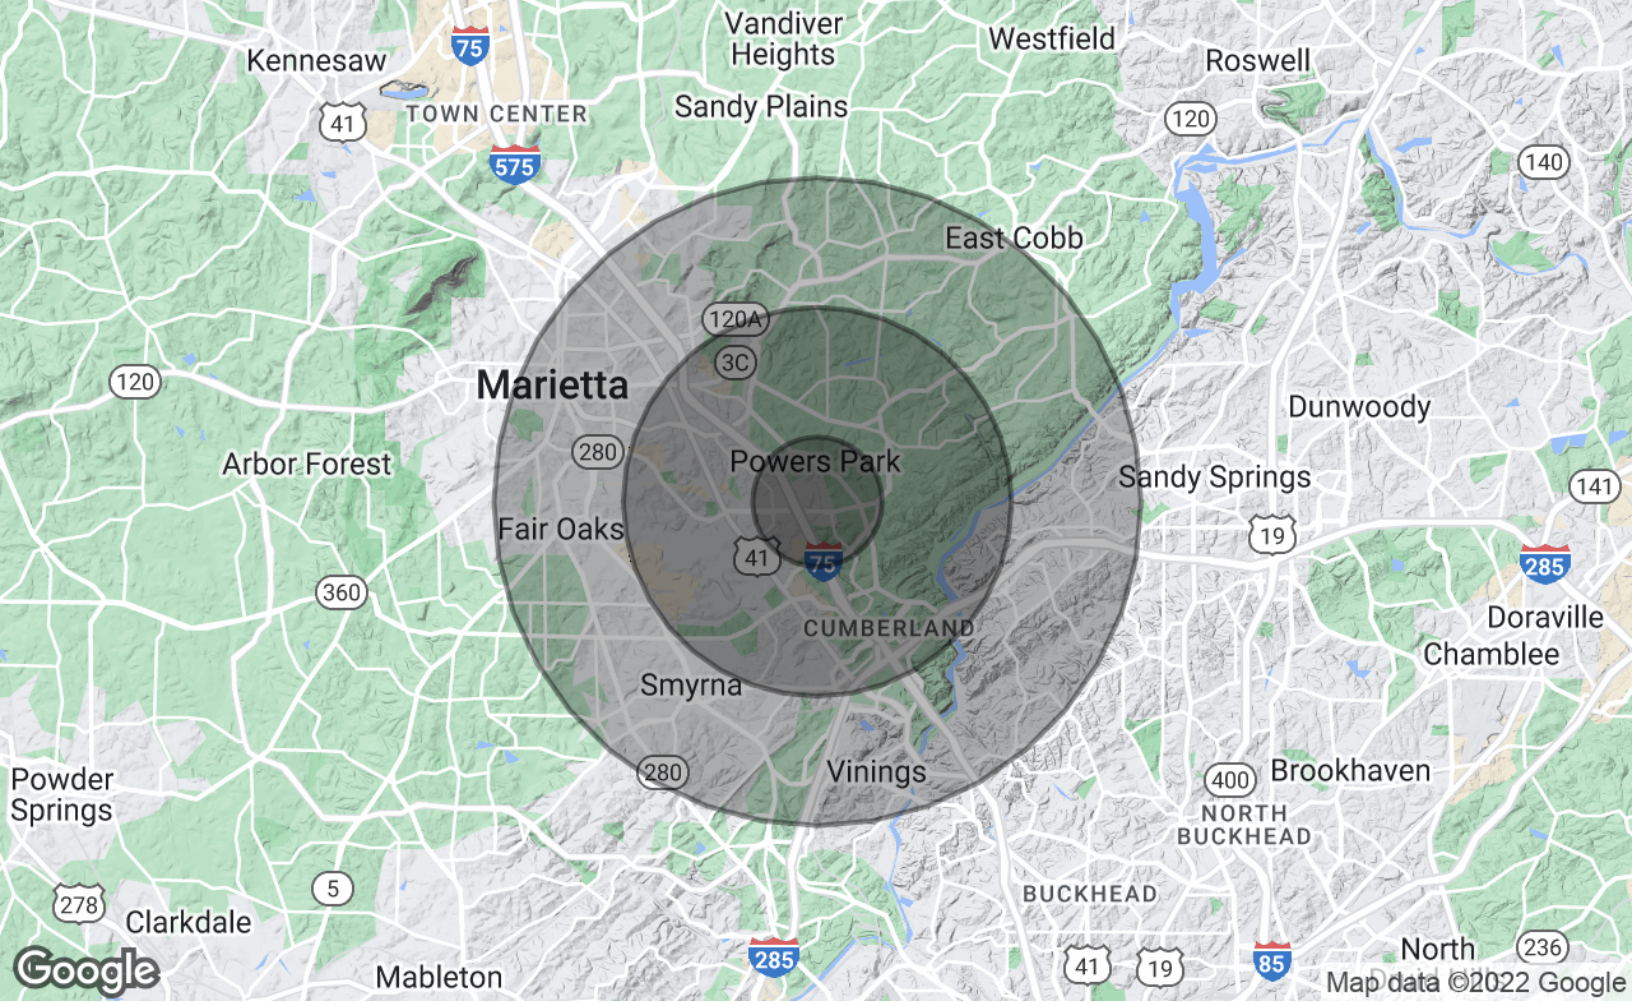 Vandiver
Heights
Westfield
Kennesaw
75
Roswell
TOWN CENTER
Sandy Plains
41
120
575
140
East Cobb
120A
3C
120
Marietta
Dunwoody
280
Powers Park
Arbor Forest
Sandy Springs
141
Fair Oaks
19
41
75
285
360
Doraville
CUMBERLAND
Chamblee
Smyrna
280
Vinings
Powder
Springs
400
Brookhaven
NORTH
BUCKHEAD
5
BUCKHEAD
278
Clarkdale
North
236
285
41
19
85
Google
Mableton
Map data ©2022 Google